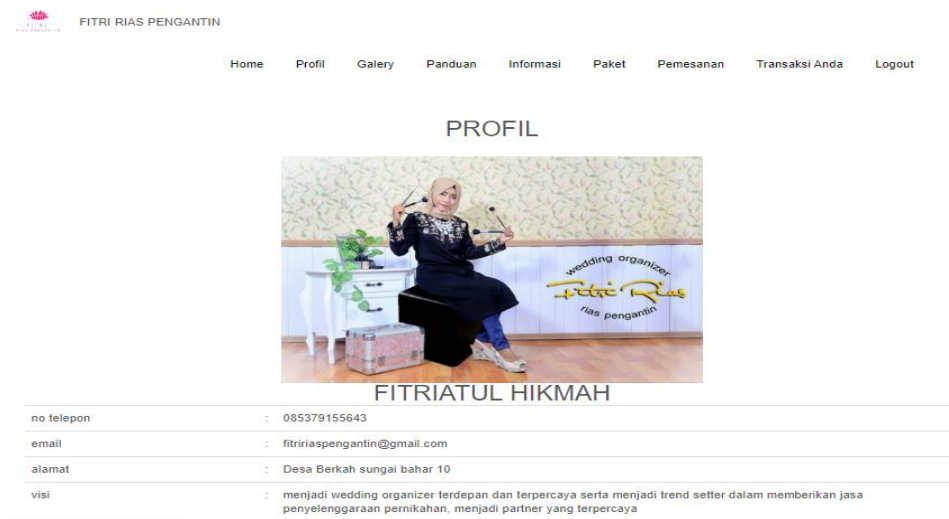 FITRI RIAS PENGANTIN
Home Profil Galery Panduan Informasi Paket Pemesanan Transaksi Anda Logout
PROFIL
wedding organizer
Fitri Rias
rias pengantin
FITRIATUL HIKMAH
no telepon : 085379155643
email : fitririaspengantin@gmail.com
alamat : Desa Berkah sungai bahar 10
visi : menjadi wedding organizer terdepan dan terpercaya serta menjadi trend setter dalam memberikan jasa
penyelenggaraan pernikahan, menjadi partner yang terpercaya